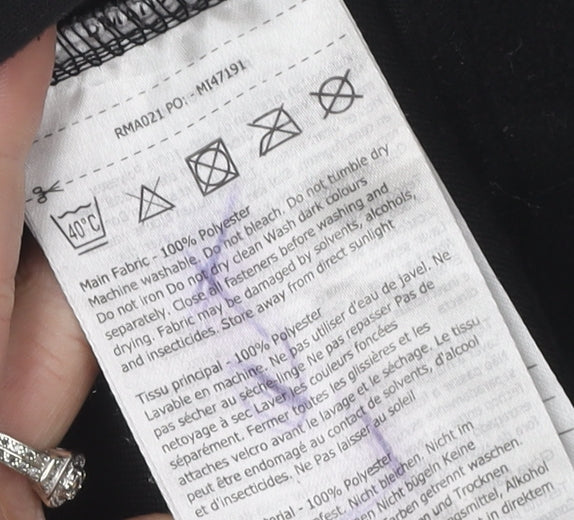 RMA021 PO: - MI47191
40°C
Main Fabric - 100% Polyester
Machine washable. Do not bleach. Do not tumble dry
Do not iron Do not dry clean Wash dark colours
separately. Close all fasteners before washing and
drying. Fabric may be damaged by solvents, alcohols,
and insecticides. Store away from direct sunlight
Tissu principal - 100% Polyester
Lavable en machine. Ne pas utiliser d'eau de javel. Ne
pas sécher au sèche linge Ne pas repasser Pas de
netoyage à sec Laver les couleurs foncées
séparément. Fermer toutes les glissières et les
attaches velcro avant le lavage et le séchage. Le tissu
peut être endomagé au contact de solvents, d'alcool
et d'insecticides. Ne Pas laisser au soleil
- 100% Polyester
Nicht bleichen. Nicht im
Nicht bügeln Keine
getrennt waschen.
und Trocknen
Alkohol
in direktem